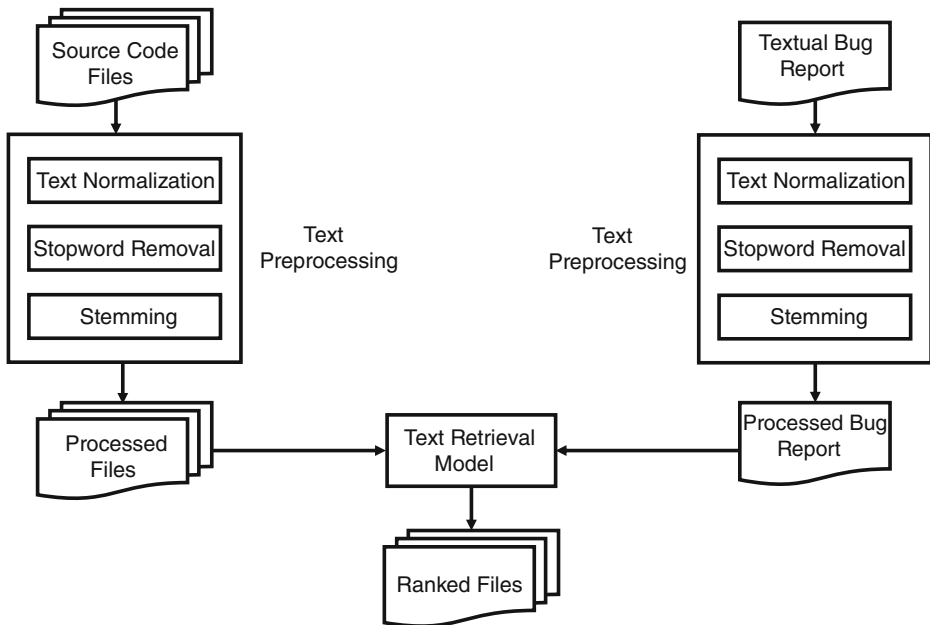 Source Code
Files
Textual Bug
Report
Text Normalization
Stopword Removal
Stemming
Text
Preprocessing
Text
Preprocessing
Text Normalization
Stopword Removal
Stemming
Processed
Files
Text Retrieval
Model
Processed Bug
Report
Ranked Files